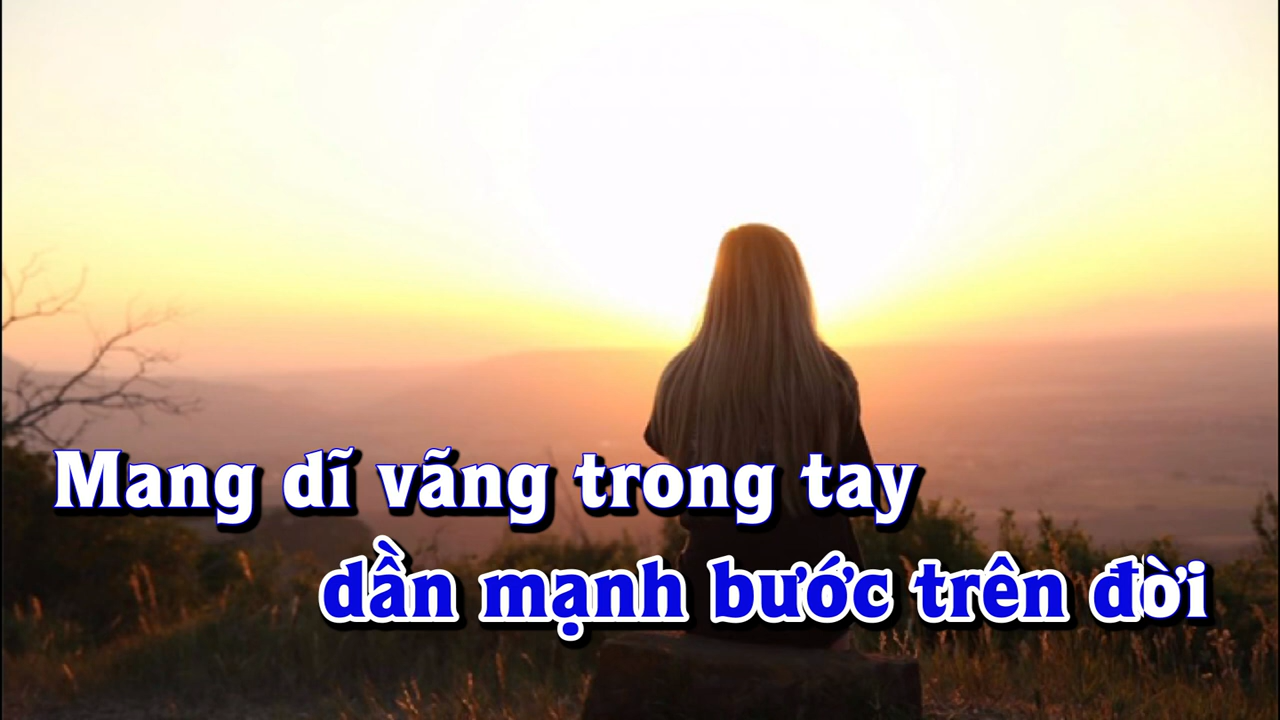 Mang dĩ vãng trong tay
dần mạnh bước trên đời